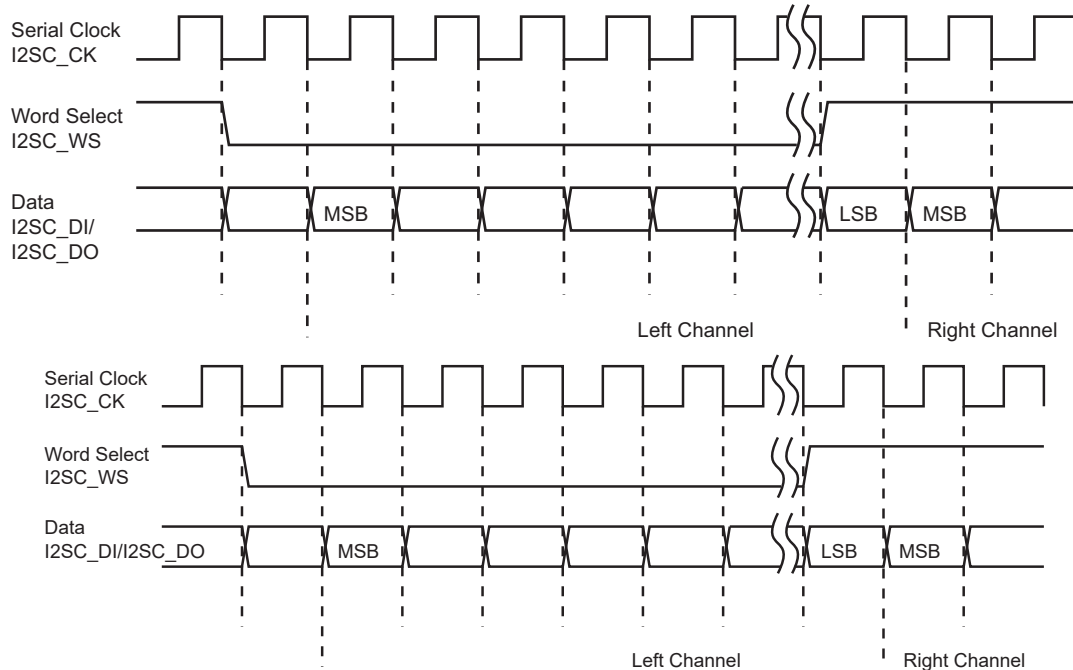 Serial Clock
I2SC_CK
Word Select
I2SC_WS
Data
I2SC_DI/
I2SC_DO
MSB
LSB
MSB
Left Channel
Right Channel
Serial Clock
I2SC_CK
Word Select
I2SC_WS
Data
I2SC_DI/I2SC_DO
MSB
LSB
MSB
Left Channel
Right Channel